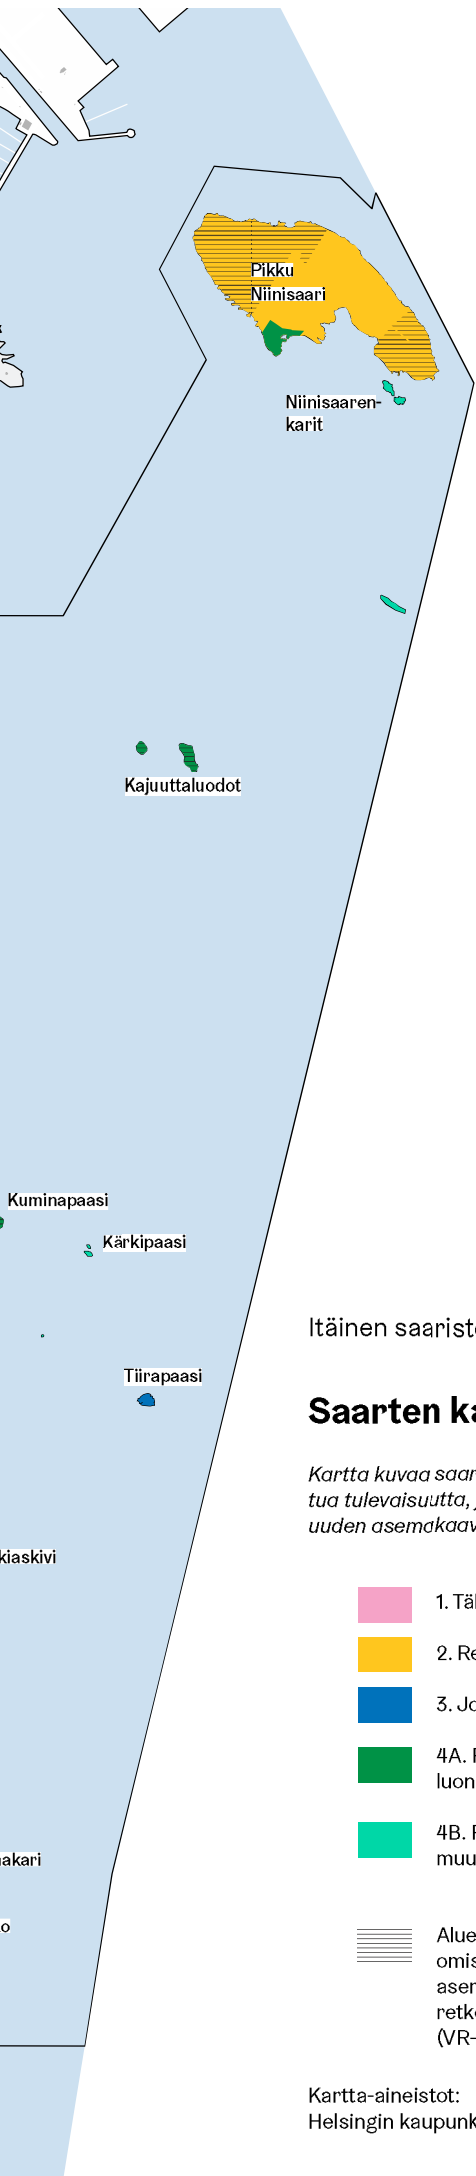 Pikku
Niinisaari
Niinisaaren-
karit
Kajuuttaluodot
Kuminapaasi
Kärkipaasi
Tiirapaasi
kiaskivi
akari
o
Itäinen saarist
Saarten ka
Kartta kuvaa saar
tua tulevaisuutta,
uuden asemakaav
1. Täl
2. Re
3. Jo
4A.
luon
4B.
muu
Alue
omis
asem
retk
(VR-
Kartta-aineistot:
Helsingin kaupunk